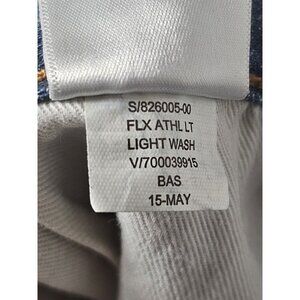 S/826005-00
FLX ATHL LT
LIGHT WASH
V/700039915
BAS
15-MAY